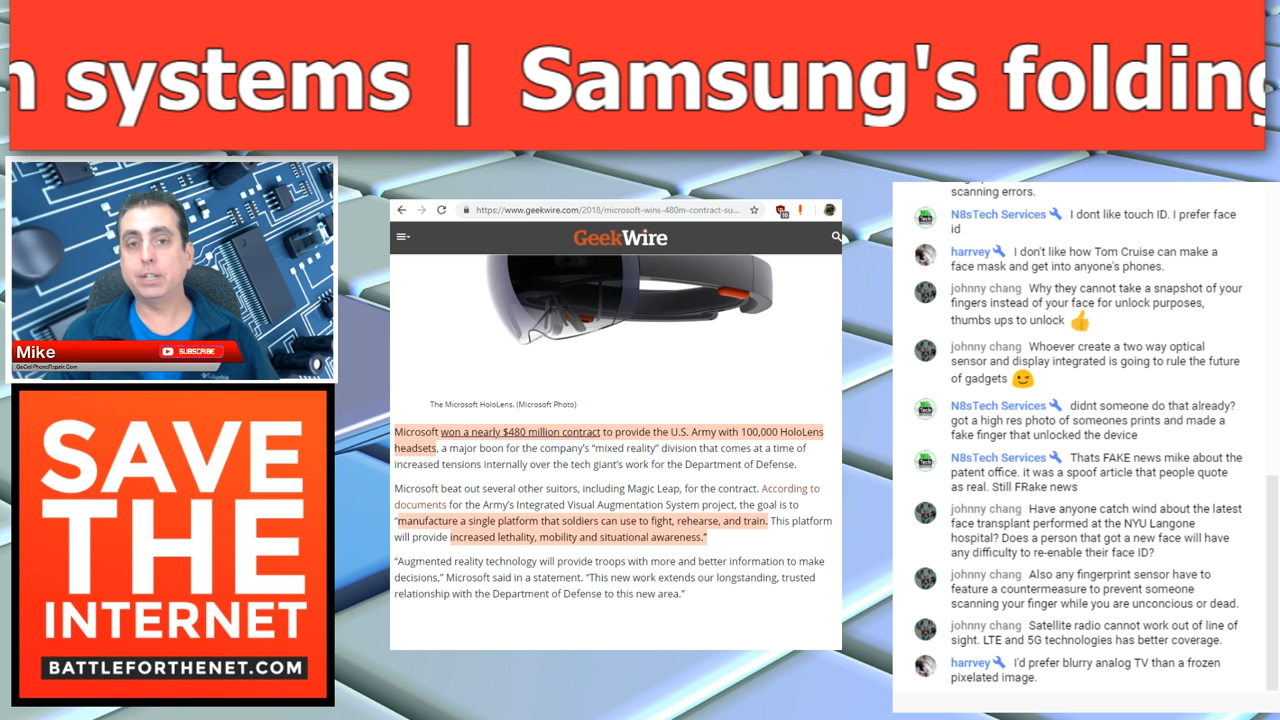 n systems | Samsung's folding
Mike
SUBSCRIBE
GoCellPhoneRepair.Com
SAVE
THE
INTERNET
BATTLEFORTHENET.COM
https://www.geekwire.com/2018/microsoft-wins-480m-contract-su...
GeekWire
The Microsoft HoloLens. (Microsoft Photo)
Microsoft won a nearly $480 million contract to provide the U.S. Army with 100,000 HoloLens
headsets, a major boon for the company's “mixed reality” division that comes at a time of
increased tensions internally over the tech giant's work for the Department of Defense.
Microsoft beat out several other suitors, including Magic Leap, for the contract. According to
documents for the Army's Integrated Visual Augmentation System project, the goal is to
“manufacture a single platform that soldiers can use to fight, rehearse, and train. This platform
will provide increased lethality, mobility and situational awareness.”
“Augmented reality technology will provide troops with more and better information to make
decisions,” Microsoft said in a statement. “This new work extends our longstanding, trusted
relationship with the Department of Defense to this new area.”
scanning errors.
N8sTech Services I dont like touch ID. I prefer face
id
harrvey I don't like how Tom Cruise can make a
face mask and get into anyone's phones.
johnny chang Why they cannot take a snapshot of your
fingers instead of your face for unlock purposes,
thumbs ups to unlock 👍
johnny chang Whoever create a two way optical
sensor and display integrated is going to rule the future
of gadgets 😉
N8sTech Services didnt someone do that already?
got a high res photo of someones prints and made a
fake finger that unlocked the device
N8sTech Services Thats FAKE news mike about the
patent office. it was a spoof article that people quote
as real. Still FRake news
johnny chang Have anyone catch wind about the latest
face transplant performed at the NYU Langone
hospital? Does a person that got a new face will have
any difficulty to re-enable their face ID?
johnny chang Also any fingerprint sensor have to
feature a countermeasure to prevent someone
scanning your finger while you are unconcious or dead.
johnny chang Satellite radio cannot work out of line of
sight. LTE and 5G technologies has better coverage.
harvey I'd prefer blurry analog TV than a frozen
pixelated image.